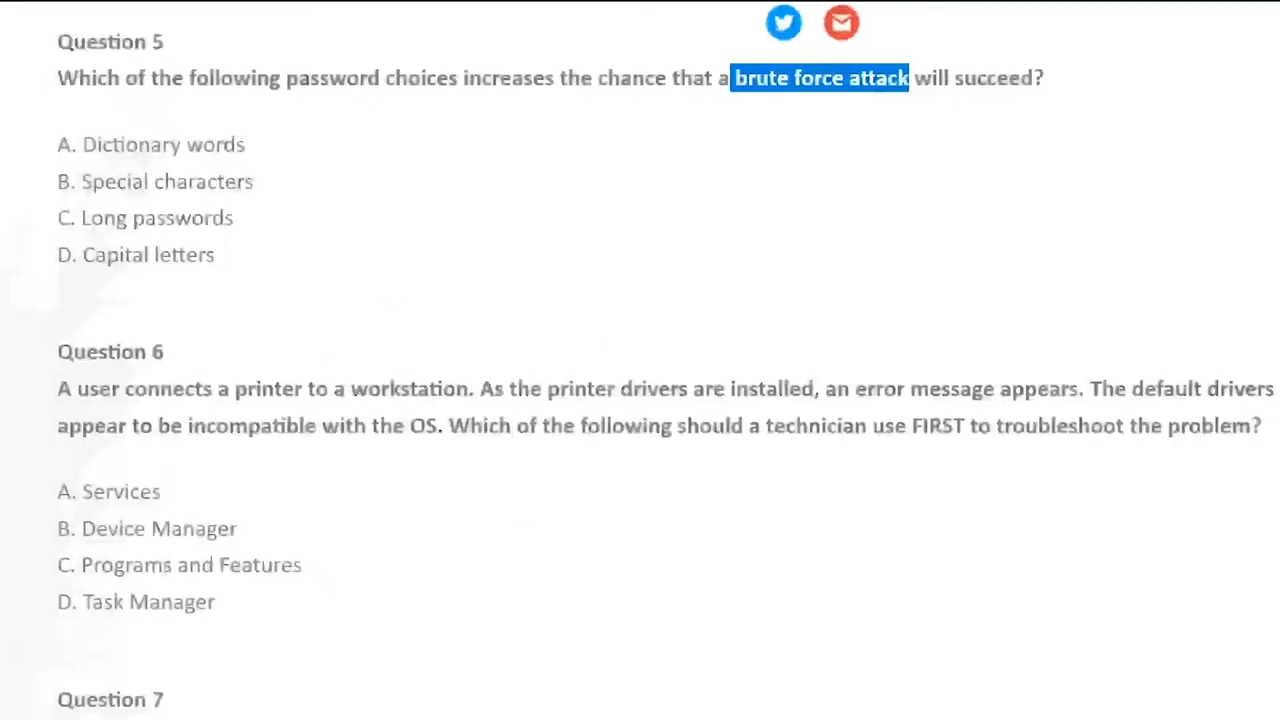 Question 5
Which of the following password choices increases the chance that a brute force attack will succeed?
A. Dictionary words
B. Special characters
C. Long passwords
D. Capital letters
Question 6
A user connects a printer to a workstation. As the printer drivers are installed, an error message appears. The default drivers
appear to be incompatible with the OS. Which of the following should a technician use FIRST to troubleshoot the problem?
A. Services
B. Device Manager
C. Programs and Features
D. Task Manager
Question 7